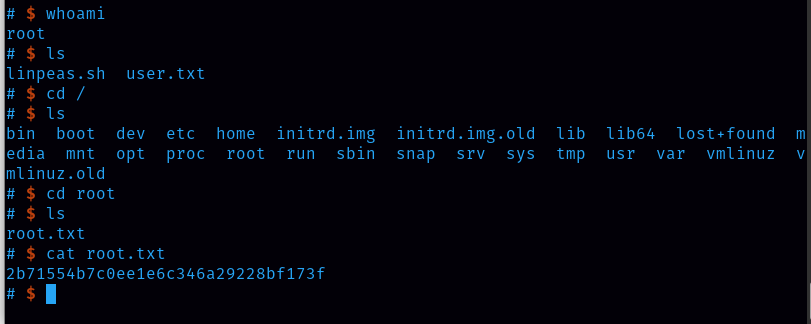 # $ whoami
root
# $ ls
linpeas.sh  user.txt
# $ cd /
# $ ls
bin  boot  dev  etc  home  initrd.img  initrd.img.old  lib  lib64  lost+found  m
edia  mnt  opt  proc  root  run  sbin  snap  srv  sys  tmp  usr  var  vmlinuz  v
mlinuz.old
# $ cd root
# $ ls
root.txt
# $ cat root.txt
2b71554b7c0ee1e6c346a29228bf173f
# $